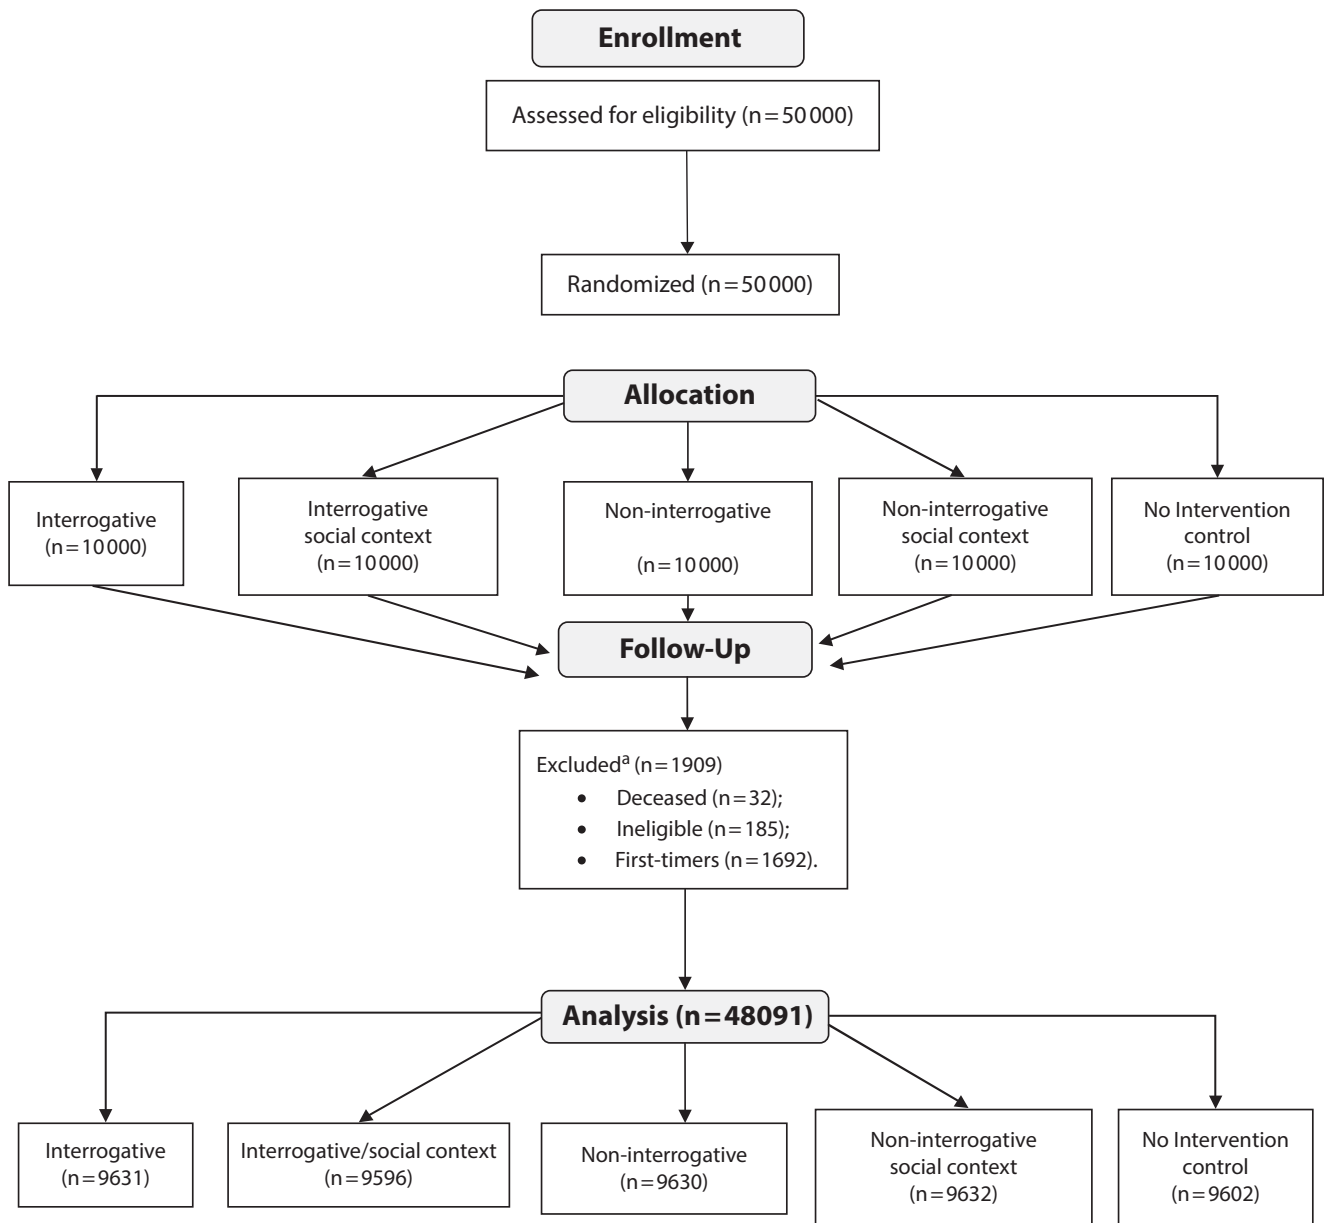 Enrollment
Assessed for eligibility (n=50 000)
Randomized (n=50 000)
Allocation
Interrogative
(n=10 000)
Interrogative
social context
(n=10 000)
Non-interrogative
(n=10 000)
Non-interrogative
social context
(n=10 000)
No Intervention
control
(n=10 000)
Follow-Up
Excludedᵃ (n=1909)
• Deceased (n=32);
• Ineligible (n=185);
• First-timers (n=1692).
Analysis (n=48091)
Interrogative
(n=9631)
Interrogative/social context
(n=9596)
Non-interrogative
(n=9630)
Non-interrogative
social context
(n=9632)
No Intervention
control
(n=9602)